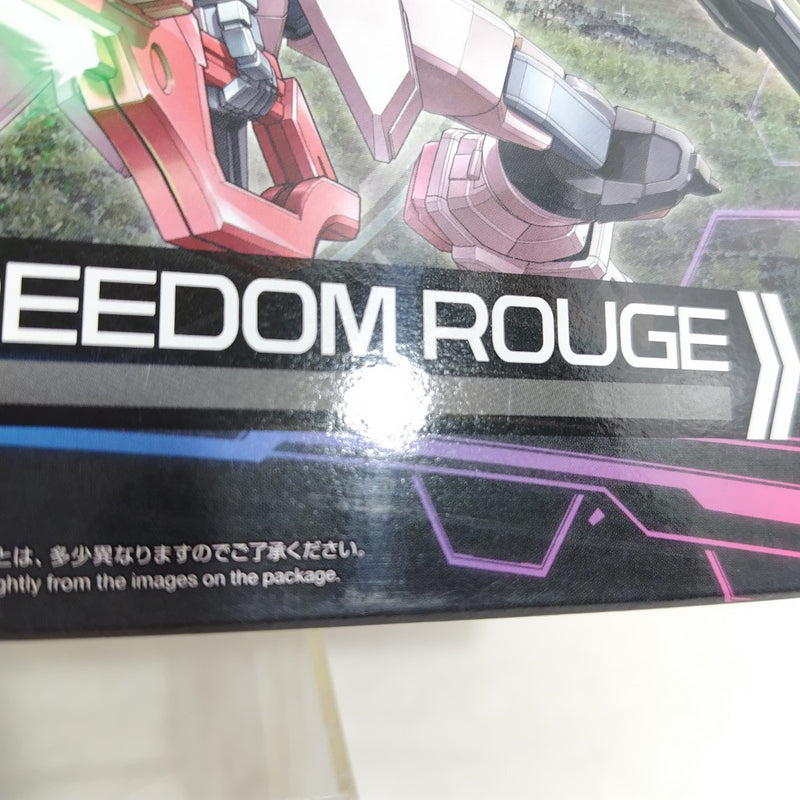 REEDOM ROUGE
とは、多少異なりますのでご了承ください。
ghtly from the images on the package.